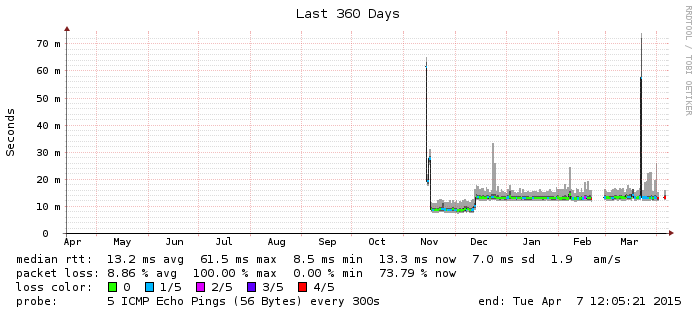 Last 360 Days
RRDTOOL / TOBI OETIKER
Seconds
70 m
60 m
50 m
40 m
30 m
20 m
10 m
0
Apr May Jun Jul Aug Sep Oct Nov Dec Jan Feb Mar
median rtt: 13.2 ms avg 61.5 ms max 8.5 ms min 13.3 ms now 7.0 ms sd 1.9 am/s
packet loss: 8.86 % avg 100.00 % max 0.00 % min 73.79 % now
loss color: 0 1/5 2/5 3/5 4/5
probe: 5 ICMP Echo Pings (56 Bytes) every 300s end: Tue Apr 7 12:05:21 2015